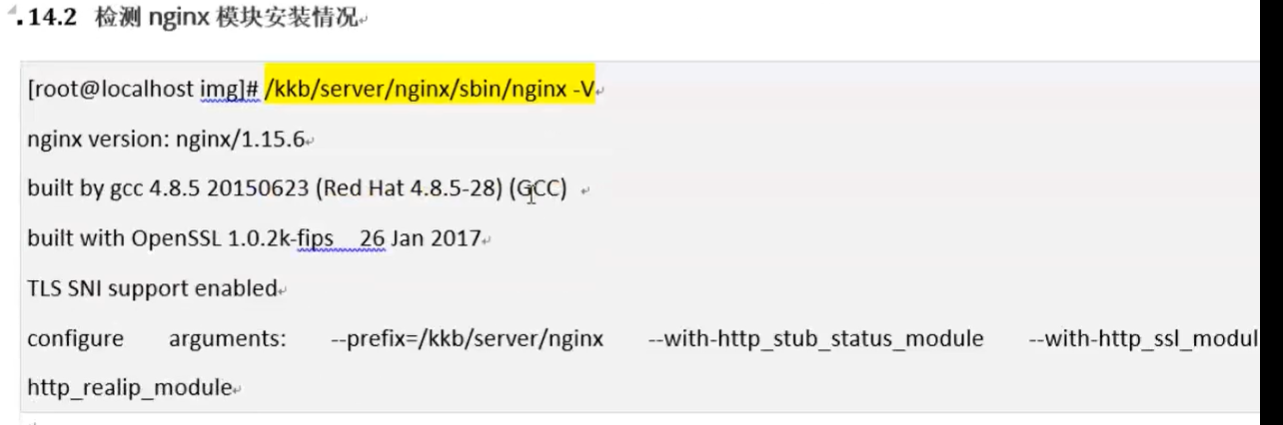 .14.2 检测 nginx 模块安装情况
[root@localhost img]# /kkb/server/nginx/sbin/nginx -V
nginx version: nginx/1.15.6
built by gcc 4.8.5 20150623 (Red Hat 4.8.5-28) (GCC)
built with OpenSSL 1.0.2k-fips 26 Jan 2017
TLS SNI support enabled
configure arguments: --prefix=/kkb/server/nginx --with-http_stub_status_module --with-http_ssl_modul
http_realip_module